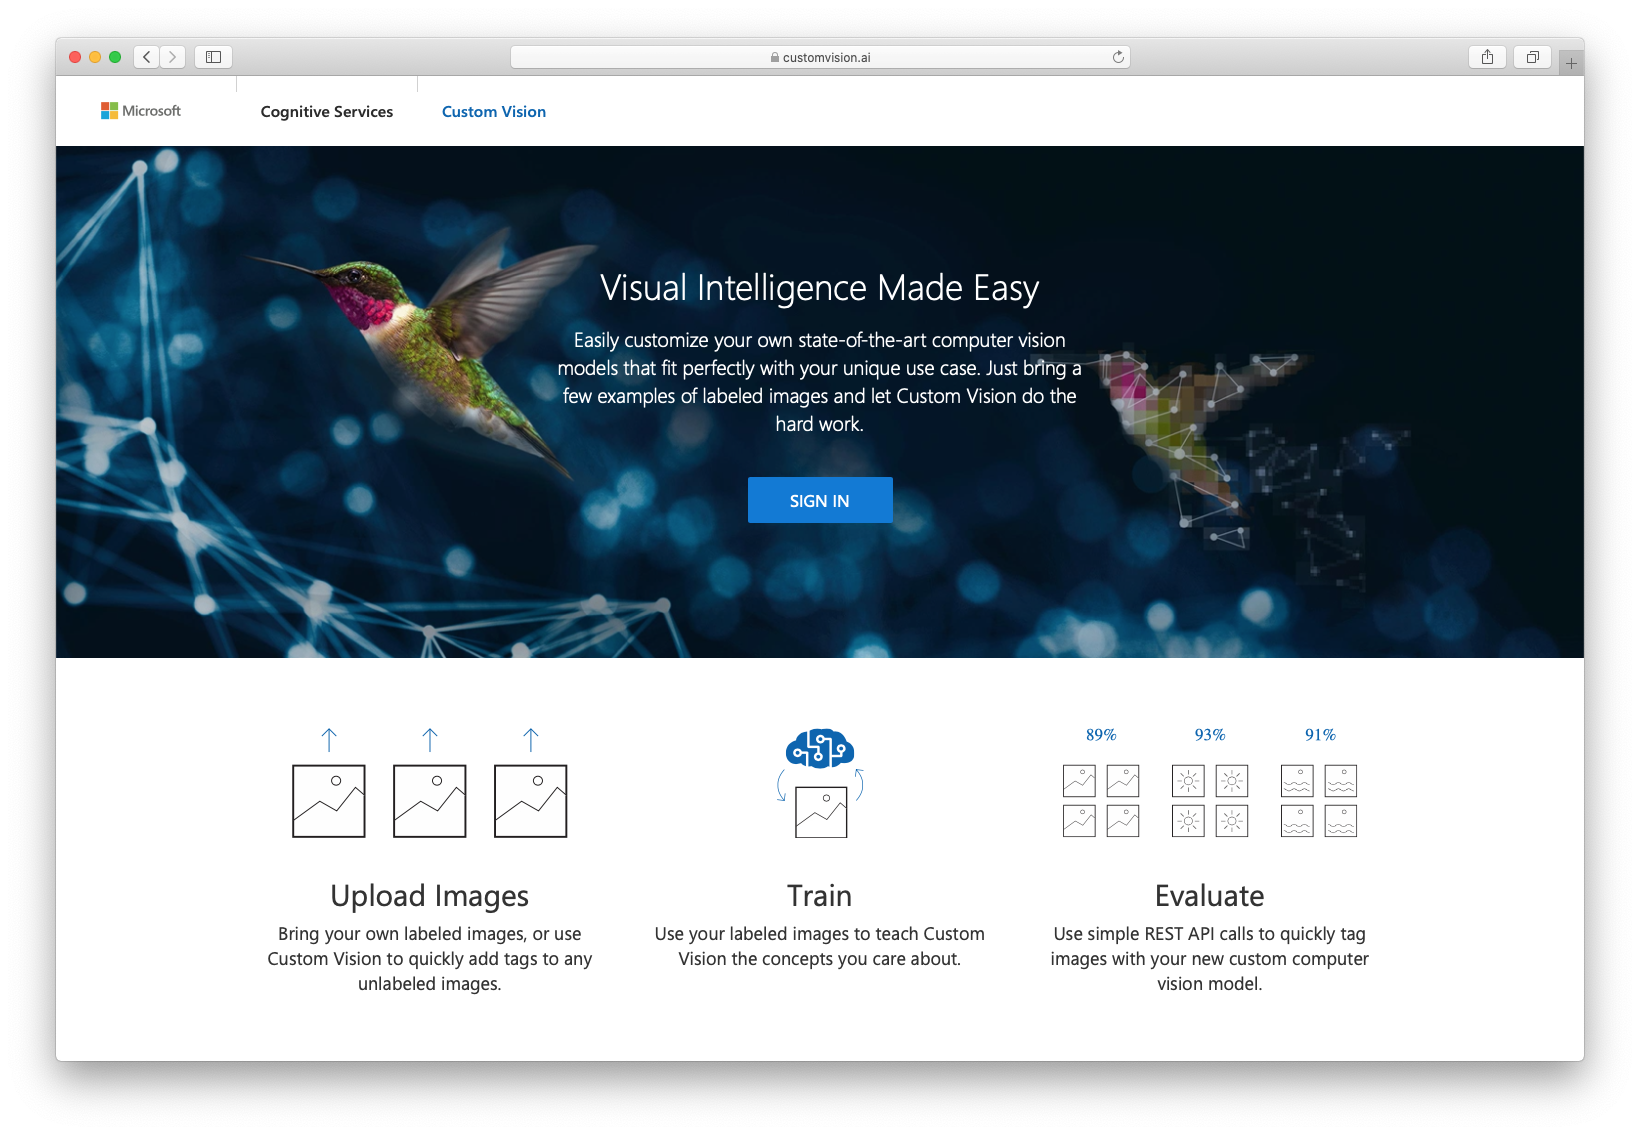 customvision.ai
Microsoft
Cognitive Services
Custom Vision
Visual Intelligence Made Easy
Easily customize your own state-of-the-art computer vision
models that fit perfectly with your unique use case. Just bring a
few examples of labeled images and let Custom Vision do the
hard work.
SIGN IN
89%
93%
91%
Upload Images
Bring your own labeled images, or use
Custom Vision to quickly add tags to any
unlabeled images.
Train
Use your labeled images to teach Custom
Vision the concepts you care about.
Evaluate
Use simple REST API calls to quickly tag
images with your new custom computer
vision model.